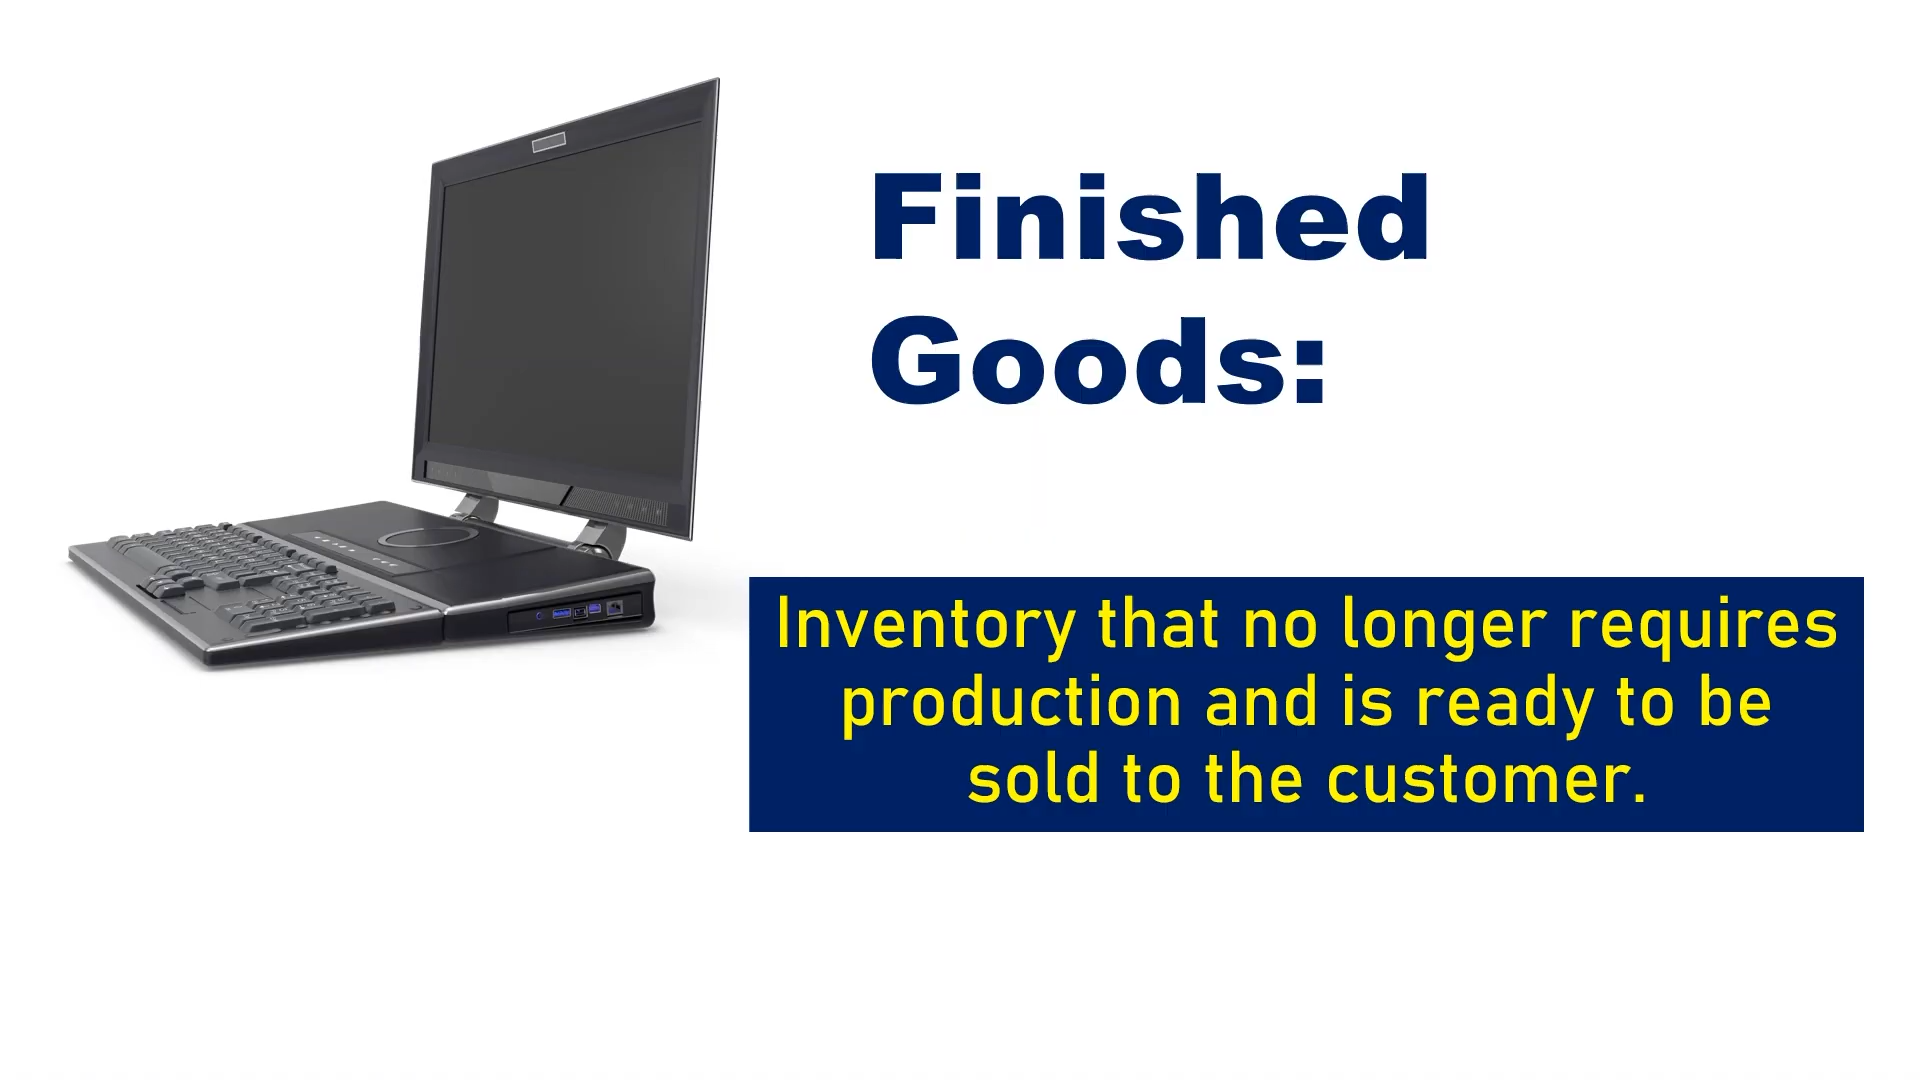 Finished
Goods:
Inventory that no longer requires
production and is ready to be
sold to the customer.